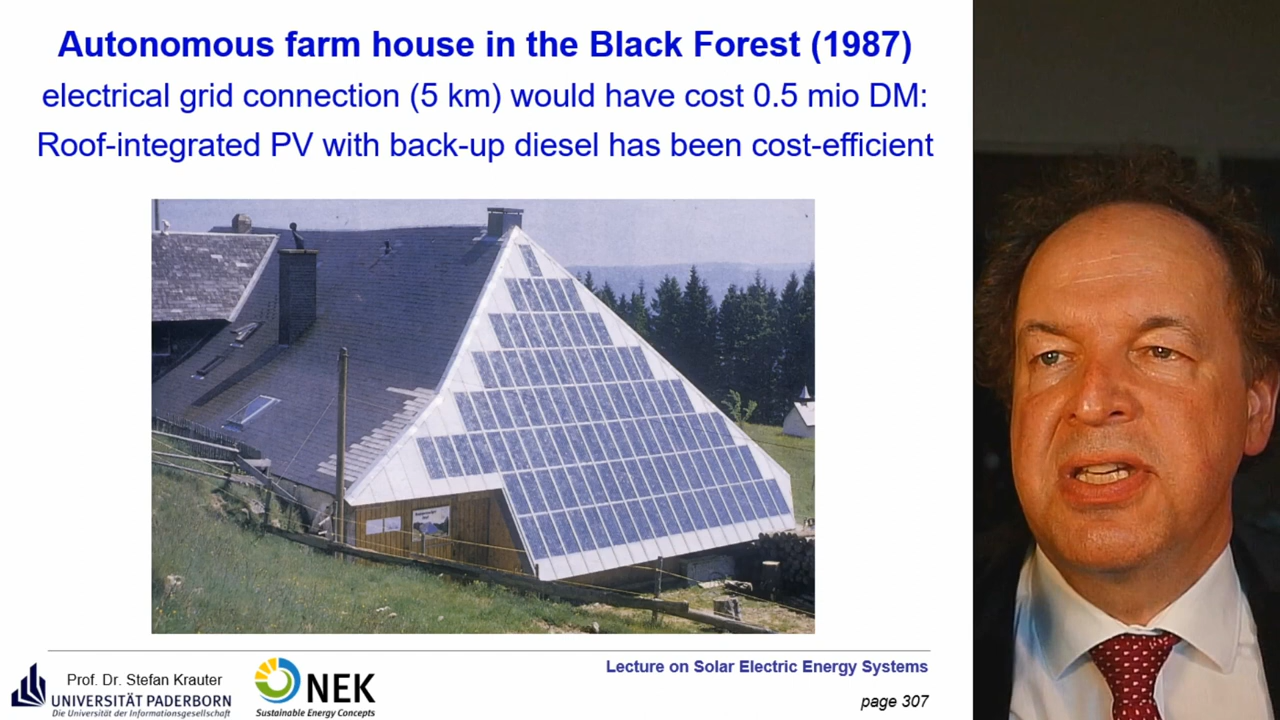 Autonomous farm house in the Black Forest (1987)
electrical grid connection (5 km) would have cost 0.5 mio DM:
Roof-integrated PV with back-up diesel has been cost-efficient
Prof. Dr. Stefan Krauter
UNIVERSITÄT PADERBORN
Die Universität der Informationsgesellschaft
NEK
Sustainable Energy Concepts
Lecture on Solar Electric Energy Systems
page 307